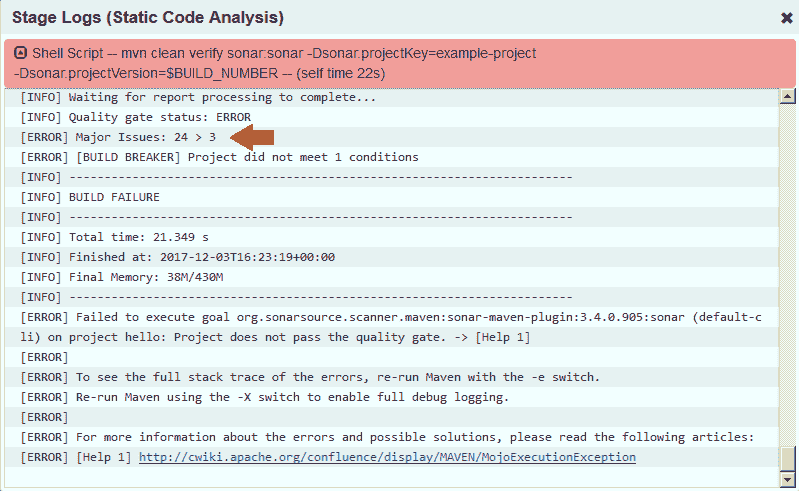 Stage Logs (Static Code Analysis)
Shell Script -- mvn clean verify sonar:sonar -Dsonar.projectKey=example-project
-Dsonar.projectVersion=$BUILD_NUMBER -- (self time 22s)
[INFO] Waiting for report processing to complete...
[INFO] Quality gate status: ERROR
[ERROR] Major Issues: 24 > 3
[ERROR] [BUILD BREAKER] Project did not meet 1 conditions
[INFO] ------------------------------------------------------------------------
[INFO] BUILD FAILURE
[INFO] ------------------------------------------------------------------------
[INFO] Total time: 21.349 s
[INFO] Finished at: 2017-12-03T16:23:19+00:00
[INFO] Final Memory: 38M/430M
[INFO] ------------------------------------------------------------------------
[ERROR] Failed to execute goal org.sonarsource.scanner.maven:sonar-maven-plugin:3.4.0.905:sonar (default-c
li) on project hello: Project does not pass the quality gate. -> [Help 1]
[ERROR]
[ERROR] To see the full stack trace of the errors, re-run Maven with the -e switch.
[ERROR] Re-run Maven using the -X switch to enable full debug logging.
[ERROR]
[ERROR] For more information about the errors and possible solutions, please read the following articles:
[ERROR] [Help 1] http://cwiki.apache.org/confluence/display/MAVEN/MojoExecutionException